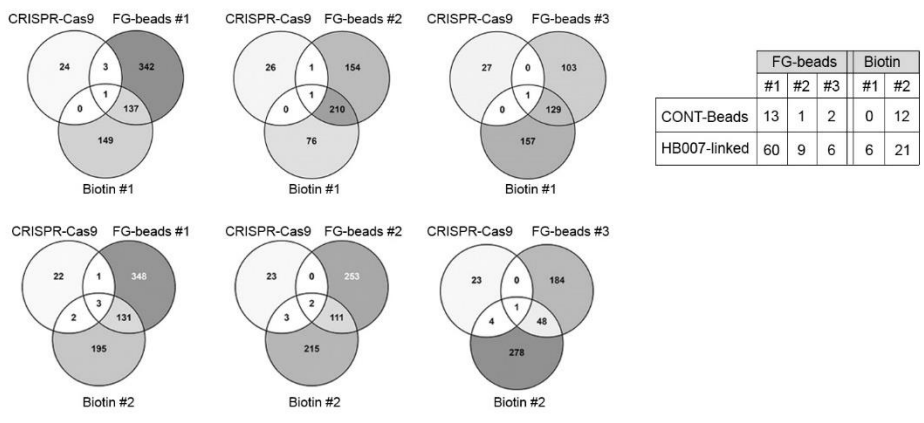 CRISPR-Cas9 FG-beads #1
24 3 342
1
0 137
149
Biotin #1
CRISPR-Cas9 FG-beads #2
26 1 154
1
0 210
76
Biotin #1
CRISPR-Cas9 FG-beads #3
27 0 103
1
0 129
157
Biotin #1
FG-beads Biotin
#1 #2 #3 #1 #2
CONT-Beads 13 1 2 0 12
HB007-linked 60 9 6 6 21
CRISPR-Cas9 FG-beads #1
22 1 348
3
2 131
195
Biotin #2
CRISPR-Cas9 FG-beads #2
23 0 253
2
3 111
215
Biotin #2
CRISPR-Cas9 FG-beads #3
23 0 184
1
4 48
278
Biotin #2